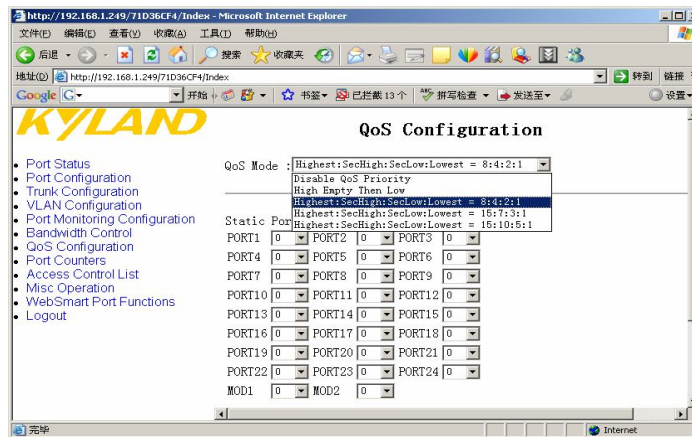 http://192.168.1.249/71D36CF4/Index - Microsoft Internet Explorer
文件(F) 编辑(E) 查看(V) 收藏(A) 工具(T) 帮助(H)
后退 搜索 收藏夹
地址(D) http://192.168.1.249/71D36CF4/Index 转到 链接
Google G 开始 书签 已拦截 13 个 拼写检查 发送至 设置
KYLAND
QoS Configuration
Port Status
Port Configuration
Trunk Configuration
VLAN Configuration
Port Monitoring Configuration
Bandwidth Control
QoS Configuration
Port Counters
Access Control List
Misc Operation
WebSmart Port Functions
Logout
QoS Mode : Highest:SecHigh:SecLow:Lowest = 8:4:2:1
Disable QoS Priority
High Empty Then Low
Highest:SecHigh:SecLow:Lowest = 8:4:2:1
Highest:SecHigh:SecLow:Lowest = 15:7:3:1
Highest:SecHigh:SecLow:Lowest = 15:10:5:1
Static Por
PORT1 0 PORT2 0 PORT3 0
PORT4 0 PORT5 0 PORT6 0
PORT7 0 PORT8 0 PORT9 0
PORT10 0 PORT11 0 PORT12 0
PORT13 0 PORT14 0 PORT15 0
PORT16 0 PORT17 0 PORT18 0
PORT19 0 PORT20 0 PORT21 0
PORT22 0 PORT23 0 PORT24 0
MOD1 0 MOD2 0
完毕 Internet